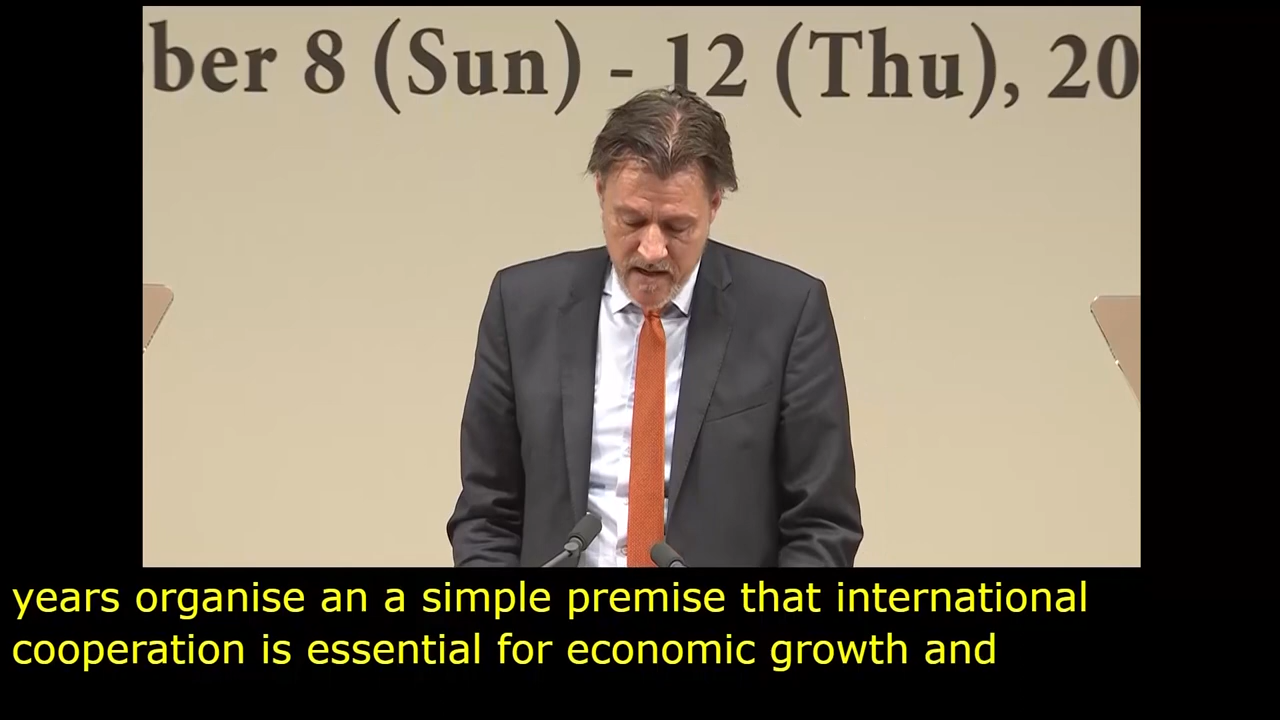 ber 8 (Sun) - 12 (Thu), 20
years organise an a simple premise that international
cooperation is essential for economic growth and